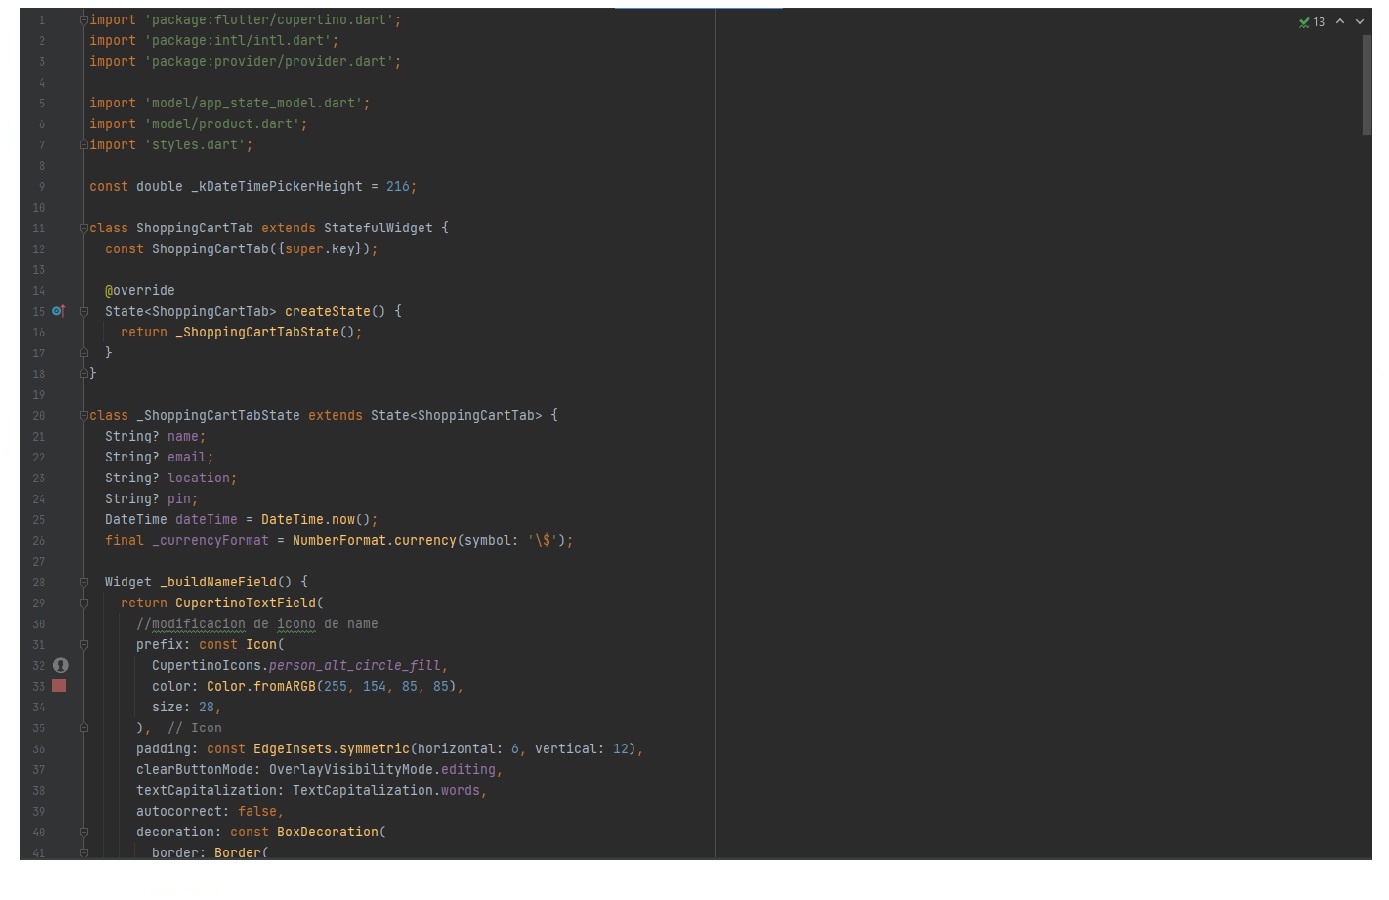 1 import 'package:flutter/cupertino.dart';
2 import 'package:intl/intl.dart';
3 import 'package:provider/provider.dart';
4
5 import 'model/app_state_model.dart';
6 import 'model/product.dart';
7 import 'styles.dart';
8
9 const double _kDateTimePickerHeight = 216;
10
11 class ShoppingCartTab extends StatefulWidget {
12   const ShoppingCartTab({super.key});
13
14   @override
15   State<ShoppingCartTab> createState() {
16     return _ShoppingCartTabState();
17   }
18 }
19
20 class _ShoppingCartTabState extends State<ShoppingCartTab> {
21   String? name;
22   String? email;
23   String? location;
24   String? pin;
25   DateTime dateTime = DateTime.now();
26   final _currencyFormat = NumberFormat.currency(symbol: '\$');
27
28   Widget _buildNameField() {
29     return CupertinoTextField(
30       //modificacion de icono de name
31       prefix: const Icon(
32         CupertinoIcons.person_alt_circle_fill,
33         color: Color.fromARGB(255, 154, 85, 85),
34         size: 28,
35       ),  // Icon
36       padding: const EdgeInsets.symmetric(horizontal: 6, vertical: 12),
37       clearButtonMode: OverlayVisibilityMode.editing,
38       textCapitalization: TextCapitalization.words,
39       autocorrect: false,
40       decoration: const BoxDecoration(
41         border: Border(
13